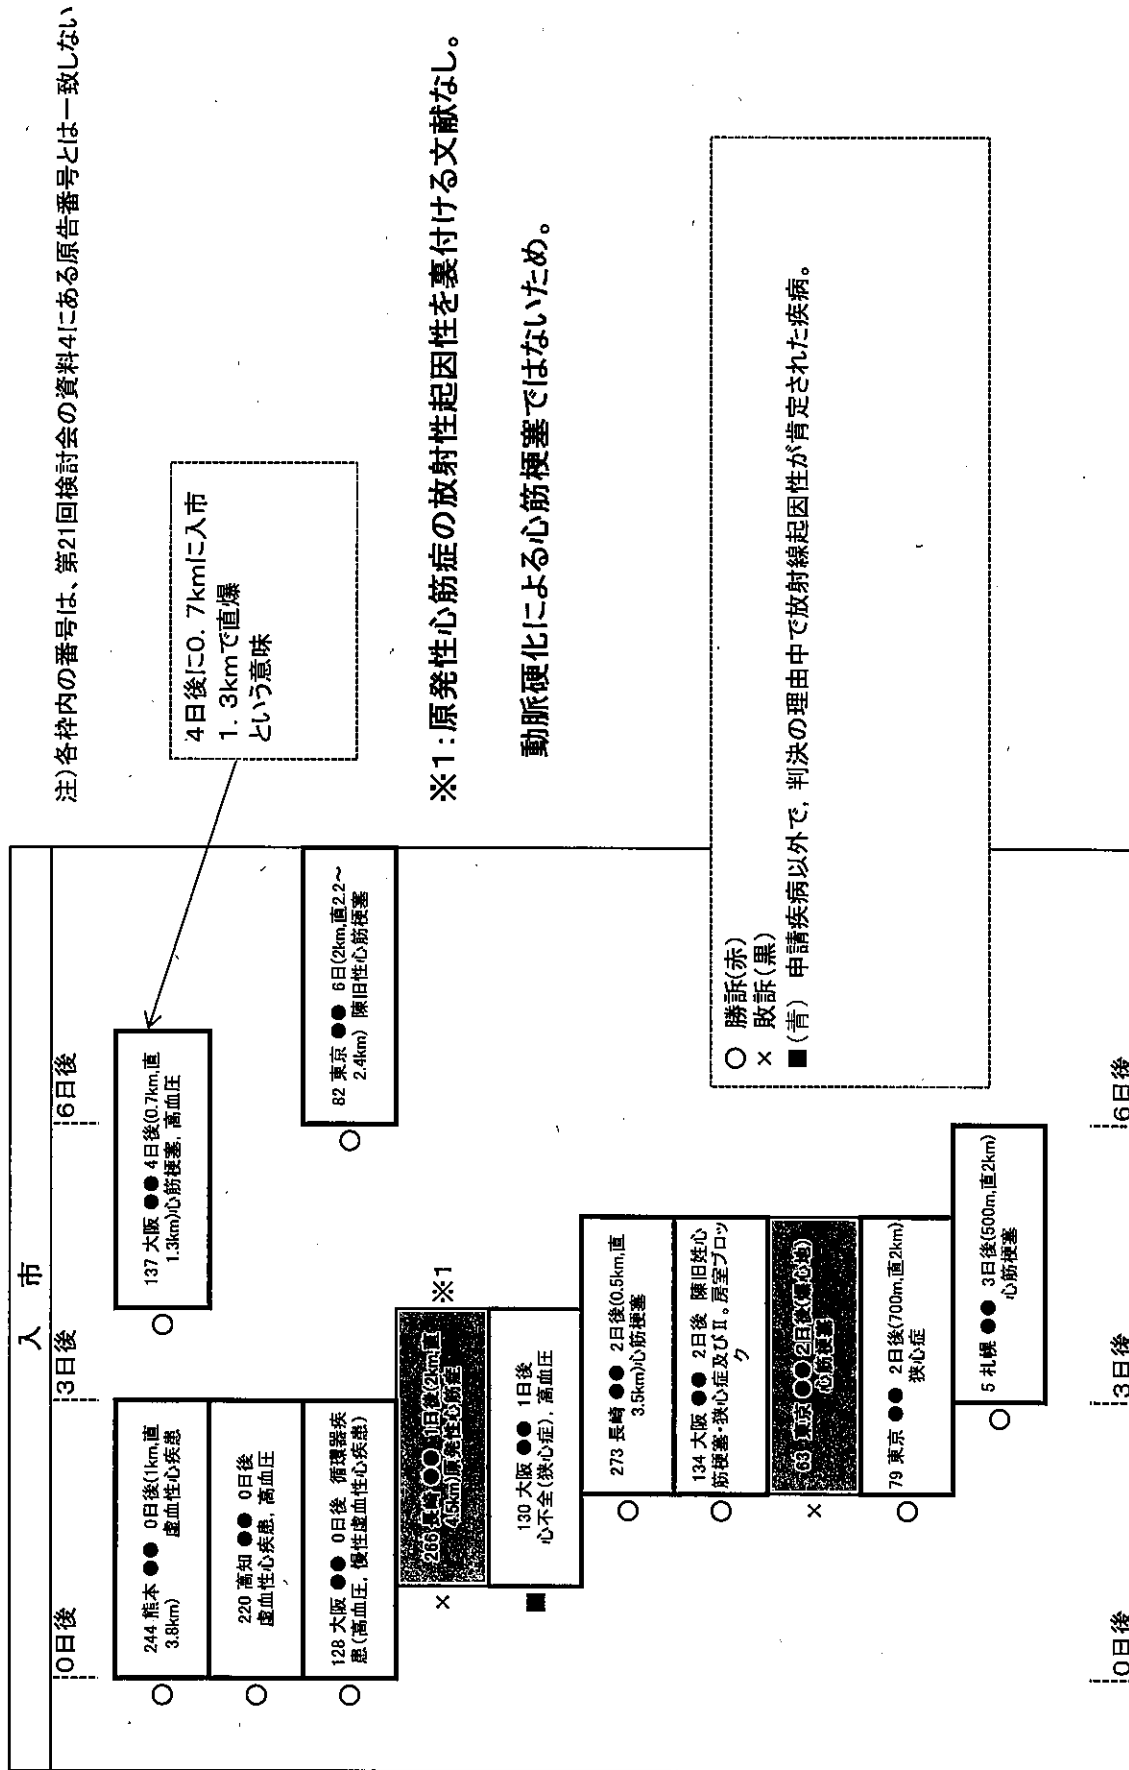 注)各枠内の番号は、第21回検討会の資料4にある原告番号とは一致しない
入 市
0日後
3日後
6日後
○
244 熊本 ●● 0日後(1km,直
3.8km) 虚血性心疾患
○
137 大阪 ●● 4日後(0.7km,直
1.3km)心筋梗塞, 高血圧
4日後に0.7kmに入市
1.3kmで直爆
という意味
○
220 高知 ●● 0日後
虚血性心疾患, 高血圧
○
128 大阪 ●● 0日後 循環器疾
患(高血圧, 慢性虚血性心疾患)
○
82 東京 ●● 6日(2km,直2.2~
2.4km) 陳旧性心筋梗塞
×
266 長崎 ●● 1日後(2km,直
4.5km)原発性心筋症
※1
※1:原発性心筋症の放射性起因性を裏付ける文献なし。
動脈硬化による心筋梗塞ではないため。
■
130 大阪 ●● 1日後
心不全(狭心症), 高血圧
○
273 長崎 ●● 2日後(0.5km,直
3.5km)心筋梗塞
○
134 大阪 ●● 2日後 陳旧姓心
筋梗塞・狭心症及びⅡ。房室ブロッ
ク
×
63 東京 ●● 2日後(爆心地)
心筋梗塞
○
79 東京 ●● 2日後(700m,直2km)
狭心症
○
5 札幌 ●● 3日後(500m,直2km)
心筋梗塞
○ 勝訴(赤)
× 敗訴(黒)
■(青) 申請疾病以外で, 判決の理由中で放射線起因性が肯定された疾病。
0日後
3日後
6日後